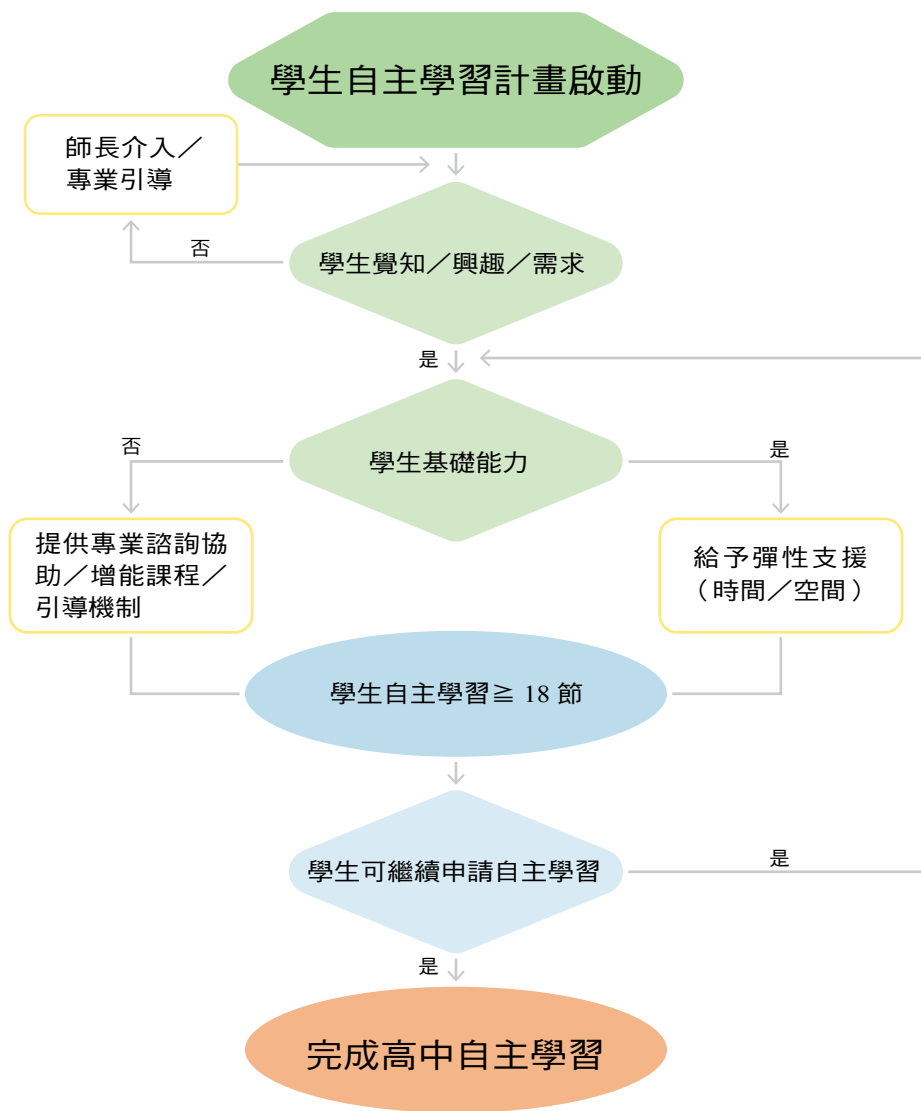 學生自主學習計畫啟動
師長介入／
專業引導
否
學生覺知／興趣／需求
是
學生基礎能力
否
是
提供專業諮詢協
助／增能課程／
引導機制
給予彈性支援
（時間／空間）
學生自主學習≧ 18 節
學生可繼續申請自主學習
是
是
完成高中自主學習